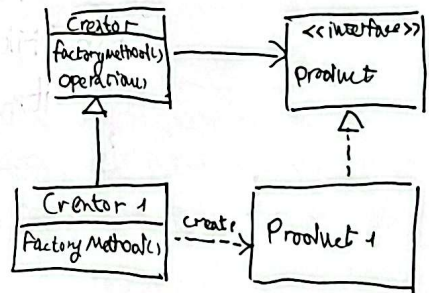 Creator
factoryMethod()
operation()
<<interface>>
Product
Creator 1
FactoryMethod()
create
Product 1